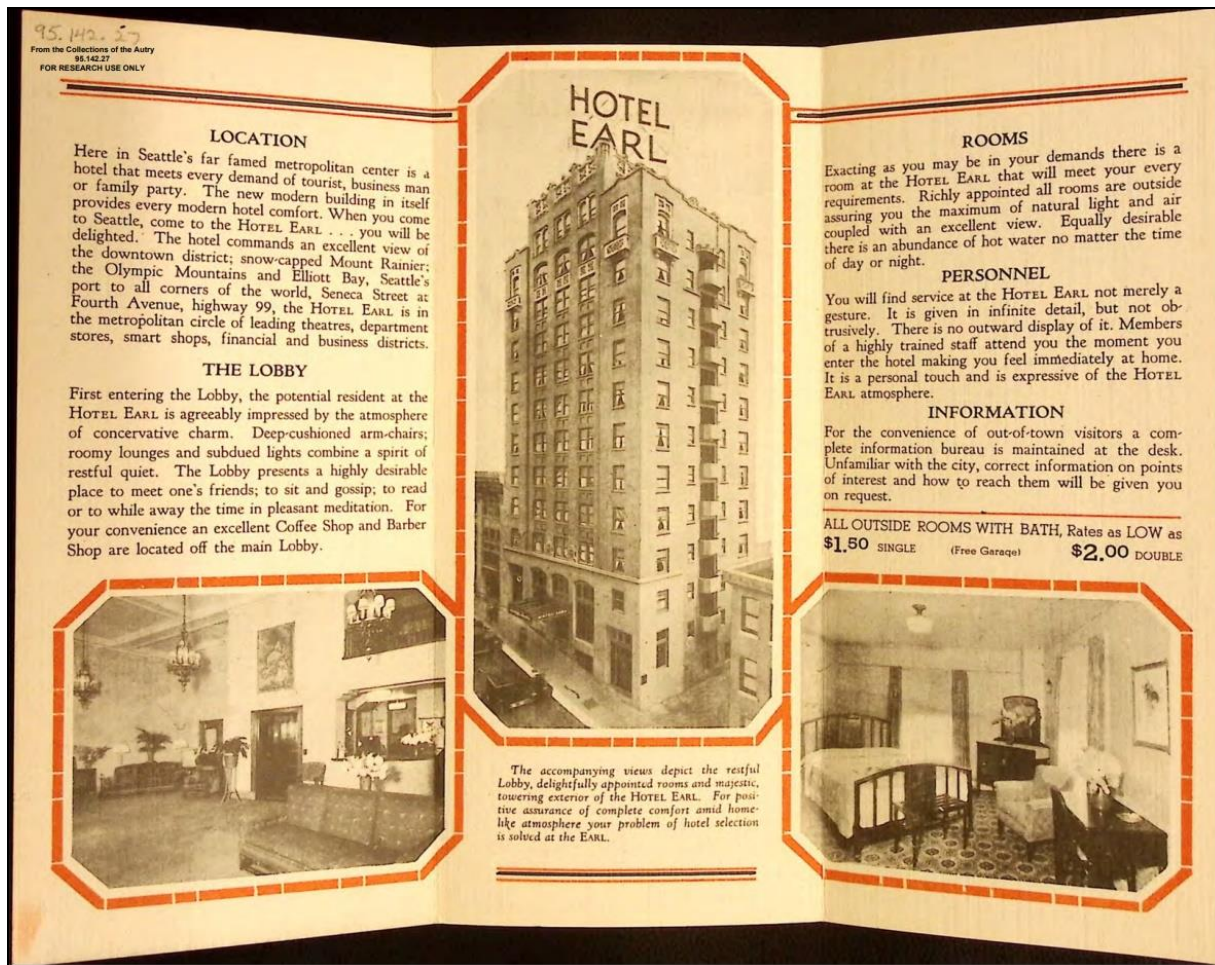 95.142.27
From the Collections of the Autry
95.142.27
FOR RESEARCH USE ONLY
LOCATION
Here in Seattle's far famed metropolitan center is a
hotel that meets every demand of tourist, business man
or family party. The new modern building in itself
provides every modern hotel comfort. When you come
to Seattle, come to the HOTEL EARL . . . you will be
delighted. The hotel commands an excellent view of
the downtown district; snow-capped Mount Rainier;
the Olympic Mountains and Elliott Bay, Seattle's
port to all corners of the world, Seneca Street at
Fourth Avenue, highway 99, the HOTEL EARL is in
the metropolitan circle of leading theatres, department
stores, smart shops, financial and business districts.
THE LOBBY
First entering the Lobby, the potential resident at the
HOTEL EARL is agreeably impressed by the atmosphere
of concervative charm. Deep-cushioned arm-chairs;
roomy lounges and subdued lights combine a spirit of
restful quiet. The Lobby presents a highly desirable
place to meet one's friends; to sit and gossip; to read
or to while away the time in pleasant meditation. For
your convenience an excellent Coffee Shop and Barber
Shop are located off the main Lobby.
HOTEL
EARL
The accompanying views depict the restful
Lobby, delightfully appointed rooms and majestic,
towering exterior of the HOTEL EARL. For posi-
tive assurance of complete comfort amid home-
like atmosphere your problem of hotel selection
is solved at the EARL.
ROOMS
Exacting as you may be in your demands there is a
room at the HOTEL EARL that will meet your every
requirements. Richly appointed all rooms are outside
assuring you the maximum of natural light and air
coupled with an excellent view. Equally desirable
there is an abundance of hot water no matter the time
of day or night.
PERSONNEL
You will find service at the HOTEL EARL not merely a
gesture. It is given in infinite detail, but not ob-
trusively. There is no outward display of it. Members
of a highly trained staff attend you the moment you
enter the hotel making you feel immediately at home.
It is a personal touch and is expressive of the HOTEL
EARL atmosphere.
INFORMATION
For the convenience of out-of-town visitors a com-
plete information bureau is maintained at the desk.
Unfamiliar with the city, correct information on points
of interest and how to reach them will be given you
on request.
ALL OUTSIDE ROOMS WITH BATH, Rates as LOW as
$1.50 SINGLE (Free Garage) $2.00 DOUBLE